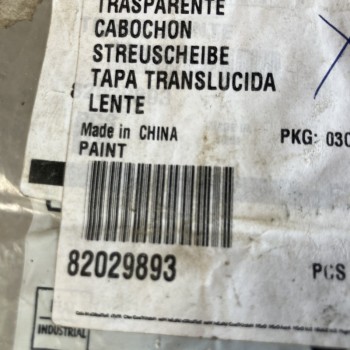 TRASPARENTE
CABOCHON
STREUSCHEIBE
TAPA TRANSLUCIDA
LENTE
Made in CHINA
PKG: 030
PAINT
82029893
PCS
INDUSTRIAL